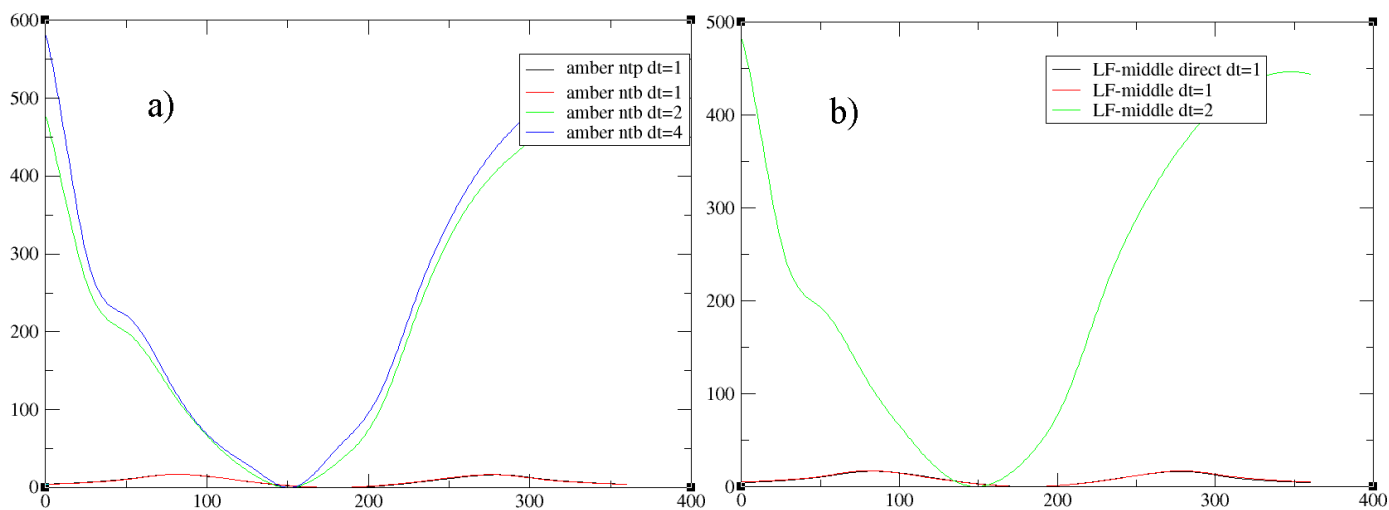 600
500
400
300
200
100
0
0
100
200
300
400
a)
amber ntp dt=1
amber ntb dt=1
amber ntb dt=2
amber ntb dt=4
500
400
300
200
100
0
0
100
200
300
400
b)
LF-middle direct dt=1
LF-middle dt=1
LF-middle dt=2